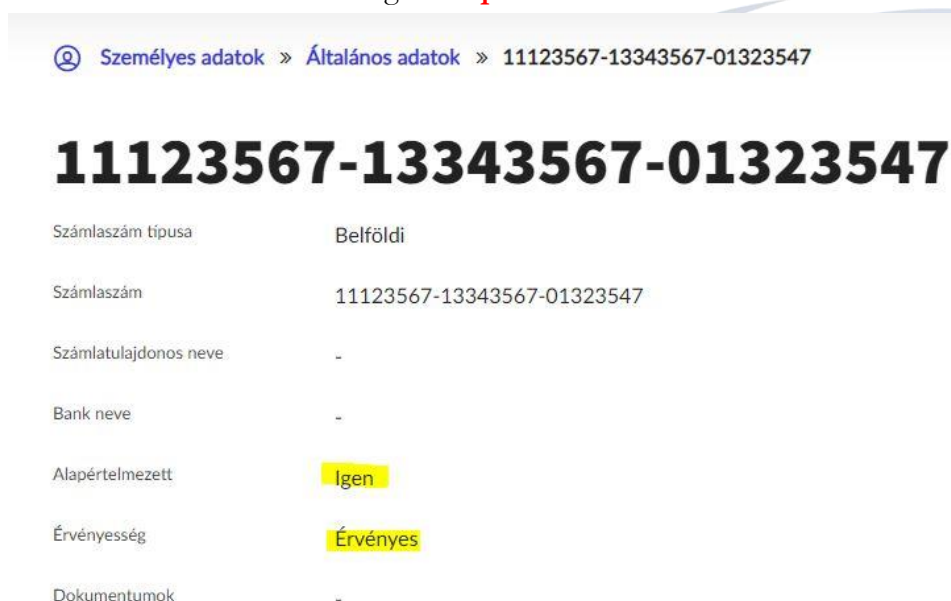 Személyes adatok » Általános adatok » 11123567-13343567-01323547
11123567-13343567-01323547
Számlaszám típusa Belföldi
Számlaszám 11123567-13343567-01323547
Számlatulajdonos neve -
Bank neve -
Alapértelmezett Igen
Érvényesség Érvényes
Dokumentumok -